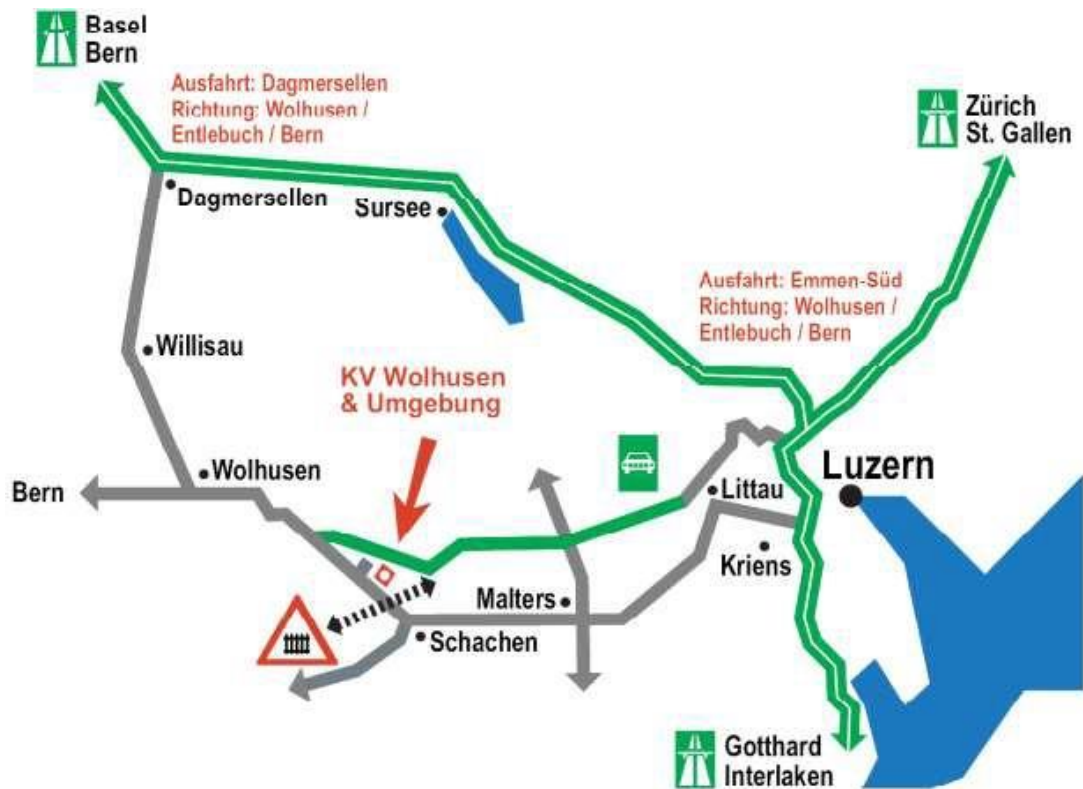 Basel
Bern
Ausfahrt: Dagmersellen
Richtung: Wolhusen /
Entlebuch / Bern
Zürich
St. Gallen
Dagmersellen
Sursee
Ausfahrt: Emmen-Süd
Richtung: Wolhusen /
Entlebuch / Bern
Willisau
KV Wolhusen
& Umgebung
Wolhusen
Bern
Luzern
Littau
Kriens
Malters
Schachen
Gotthard
Interlaken